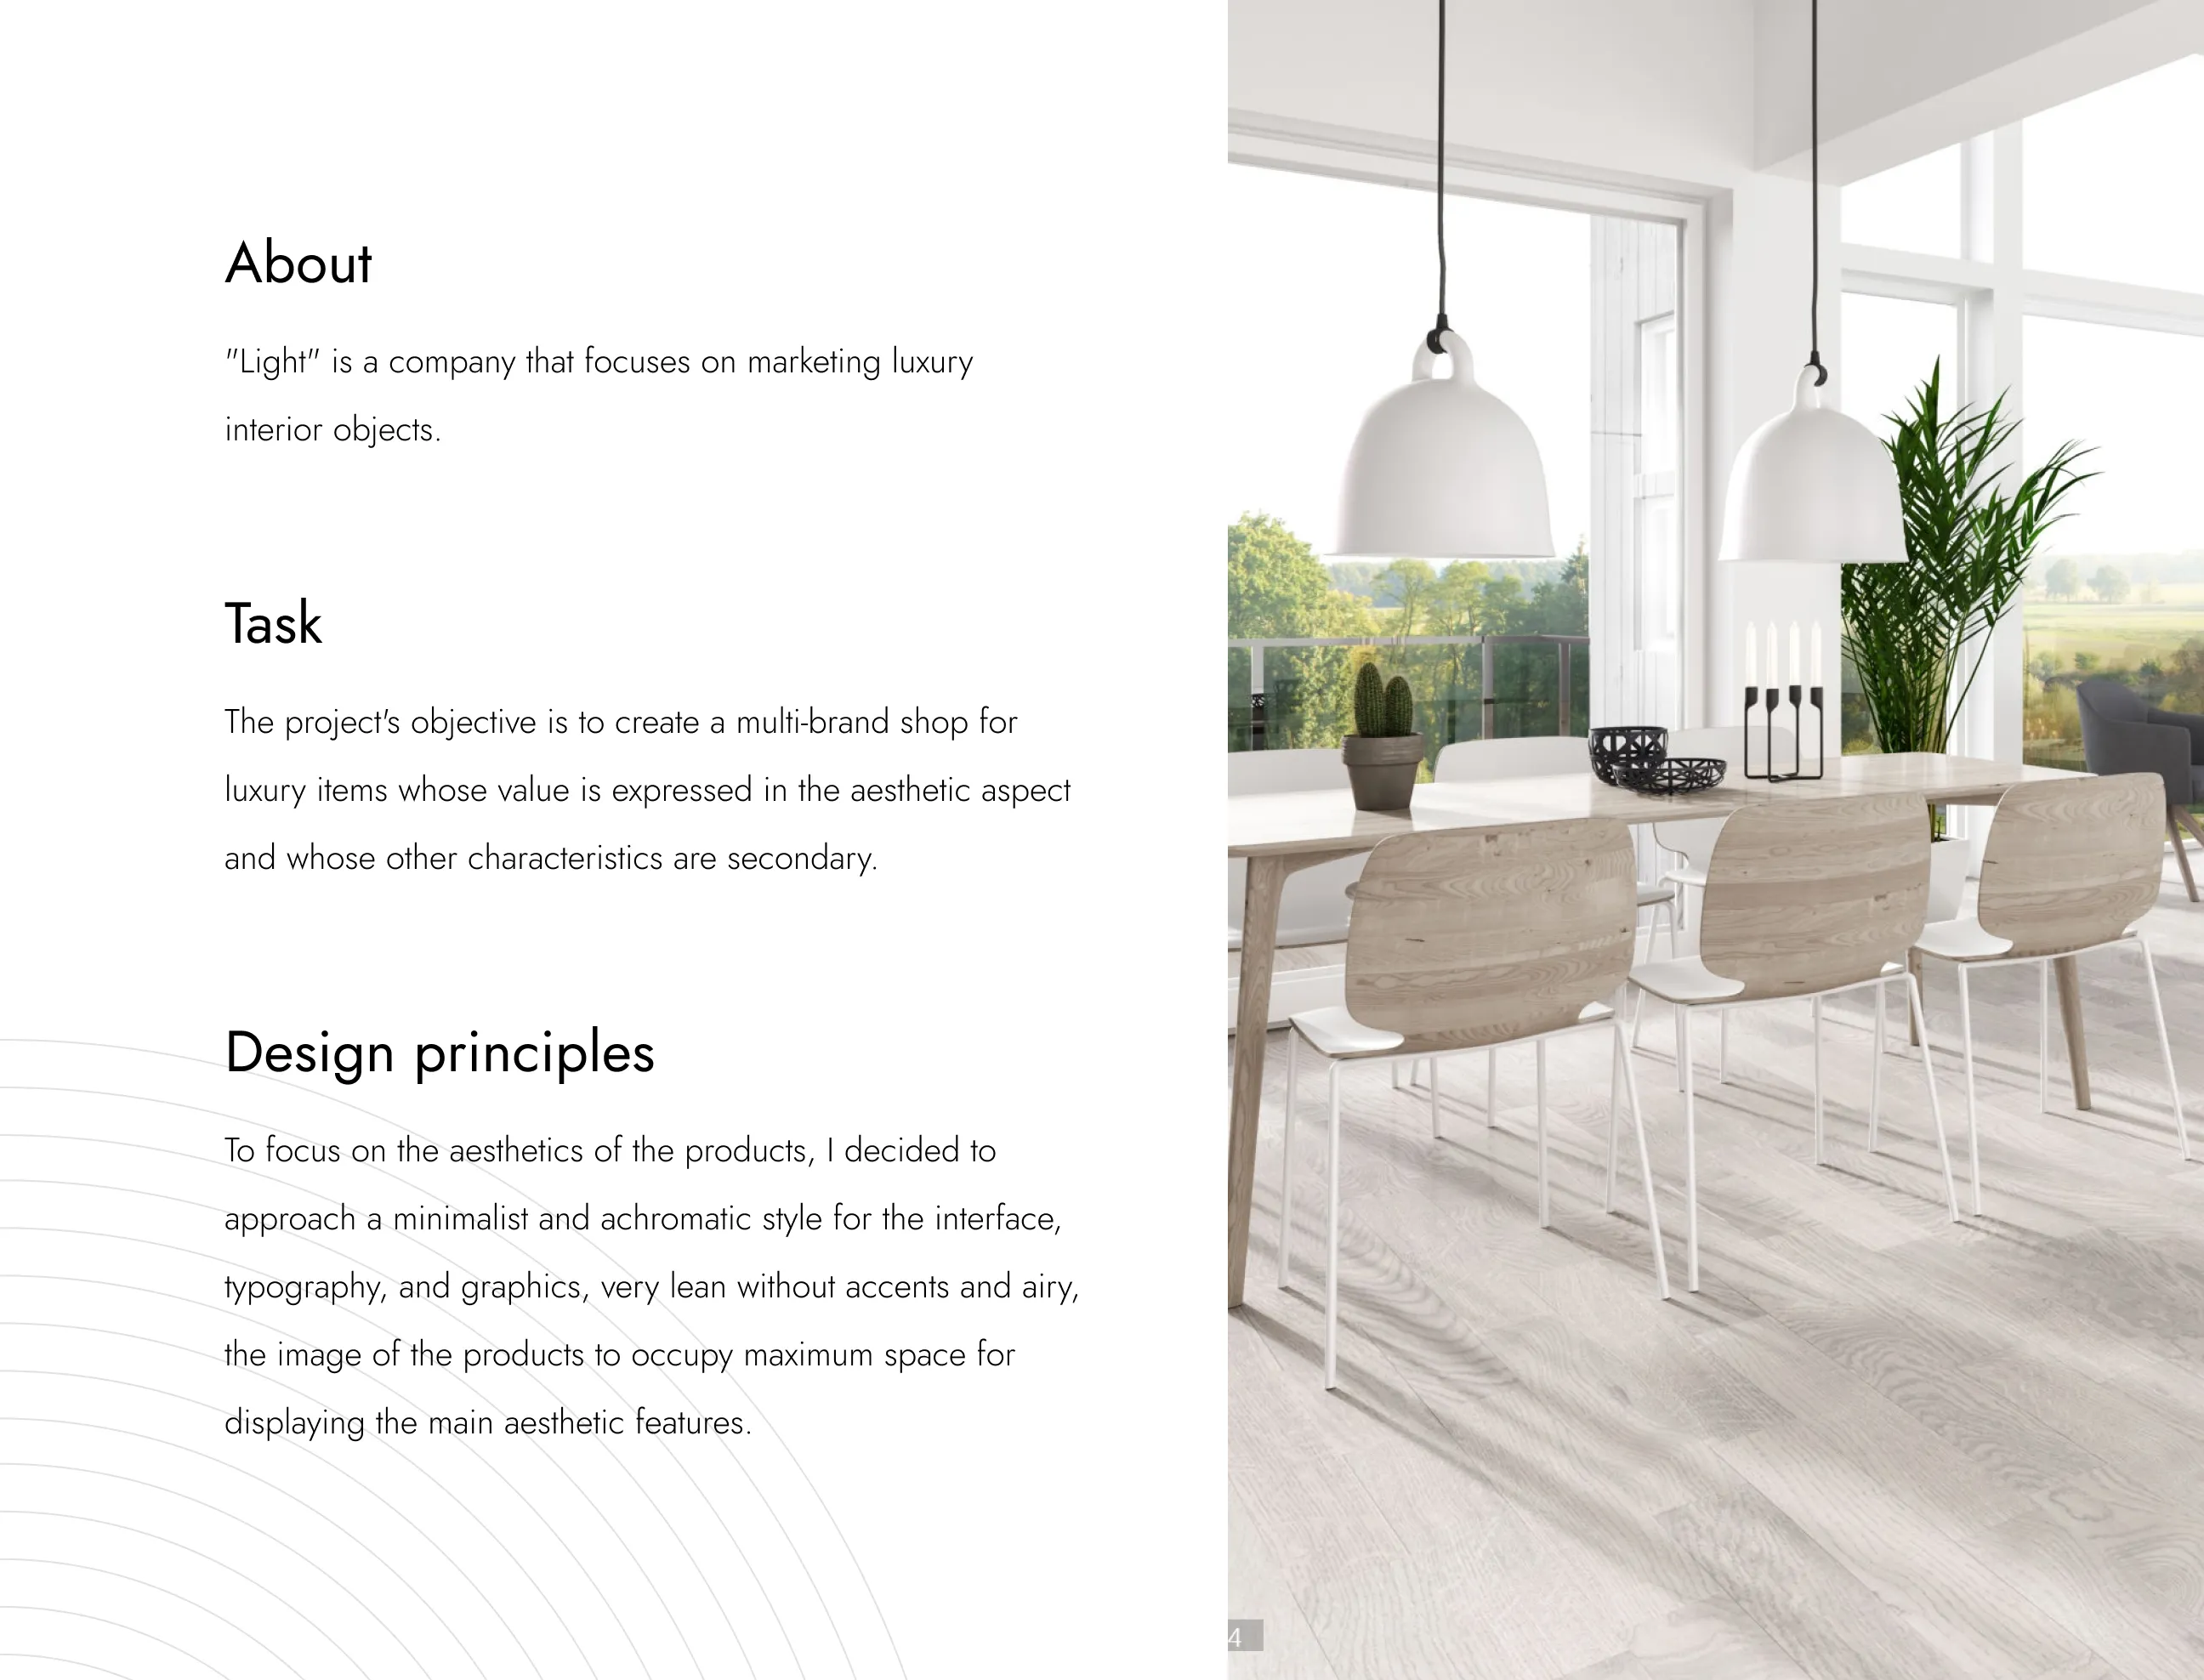 About
"Light" is a company that focuses on marketing luxury
interior objects.
Task
The project's objective is to create a multi-brand shop for
luxury items whose value is expressed in the aesthetic aspect
and whose other characteristics are secondary.
Design principles
To focus on the aesthetics of the products, I decided to
approach a minimalist and achromatic style for the interface,
typography, and graphics, very lean without accents and airy,
the image of the products to occupy maximum space for
displaying the main aesthetic features.
4